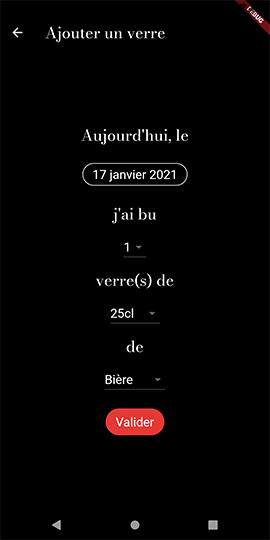 DEBUG
Ajouter un verre
Aujourd'hui, le
17 janvier 2021
j'ai bu
1
verre(s) de
25cl
de
Bière
Valider